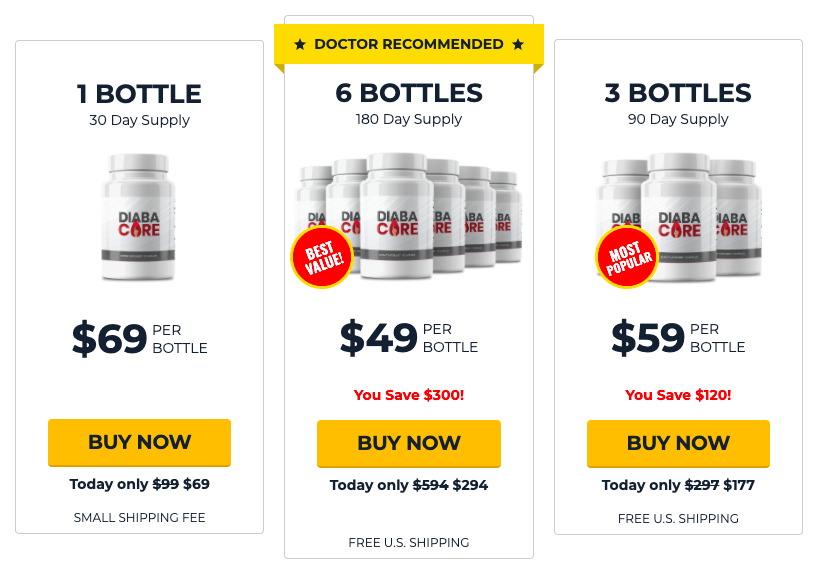 1 BOTTLE
30 Day Supply
DIABA
CORE
$69 PER
BOTTLE
BUY NOW
Today only $99 $69
SMALL SHIPPING FEE
★ DOCTOR RECOMMENDED ★
6 BOTTLES
180 Day Supply
DIABA
CORE
BEST
VALUE!
$49 PER
BOTTLE
You Save $300!
BUY NOW
Today only $594 $294
FREE U.S. SHIPPING
3 BOTTLES
90 Day Supply
DIABA
CORE
MOST
POPULAR
$59 PER
BOTTLE
You Save $120!
BUY NOW
Today only $297 $177
FREE U.S. SHIPPING